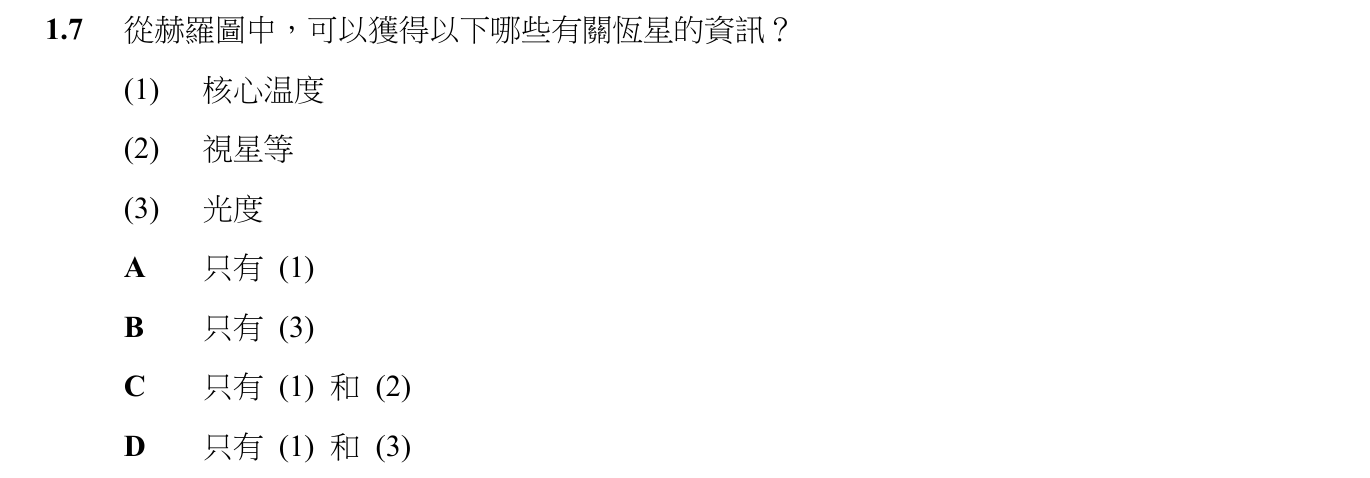 1.7 從赫羅圖中，可以獲得以下哪些有關恆星的資訊？
(1) 核心温度
(2) 視星等
(3) 光度
A 只有 (1)
B 只有 (3)
C 只有 (1) 和 (2)
D 只有 (1) 和 (3)